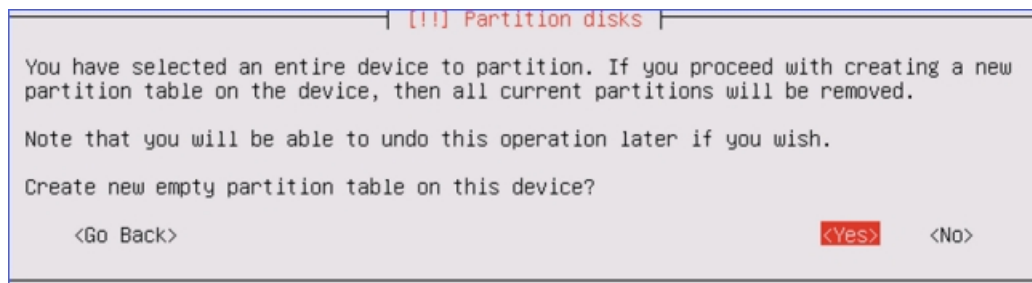 [!!] Partition disks
You have selected an entire device to partition. If you proceed with creating a new
partition table on the device, then all current partitions will be removed.
Note that you will be able to undo this operation later if you wish.
Create new empty partition table on this device?
<Go Back> <Yes> <No>